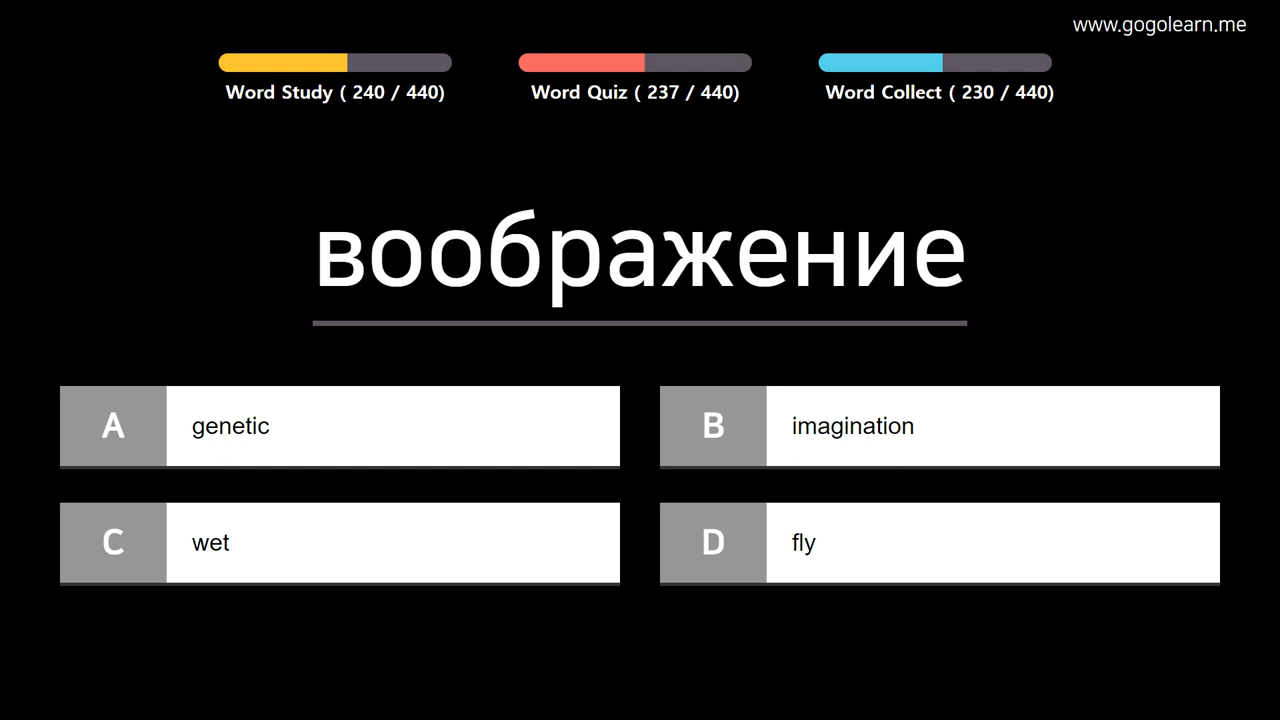 www.gogolearn.me
Word Study ( 240 / 440)
Word Quiz ( 237 / 440)
Word Collect ( 230 / 440)
воображение
A genetic
B imagination
C wet
D fly